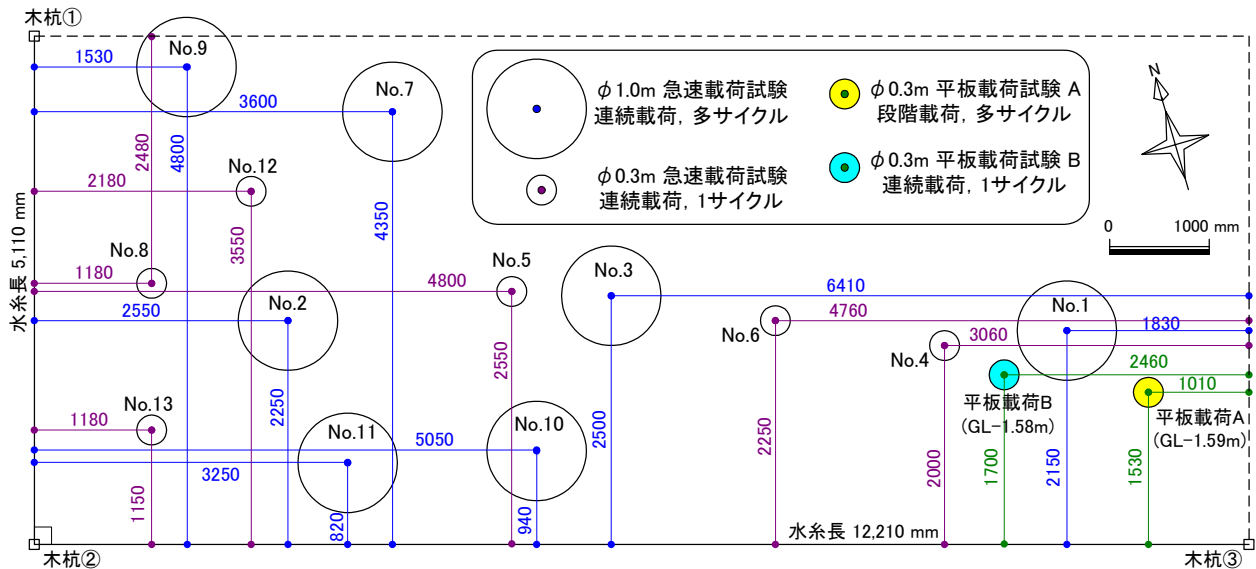 木杭①
No.9
1530
No.7
3600
2480
4800
No.12
2180
3550
4350
No.8
1180
水糸長 5,110 mm
4800
No.5
No.3
6410
2550
No.2
4760
No.1
1830
No.6
3060
No.4
2460
1010
2550
2250
2500
2250
2000
1700
2150
1530
平板載荷B
(GL-1.58m)
平板載荷A
(GL-1.59m)
No.13
1180
No.11
No.10
5050
3250
1150
820
940
水糸長 12,210 mm
木杭②
木杭③
φ1.0m 急速載荷試験
連続載荷, 多サイクル
φ0.3m 急速載荷試験
連続載荷, 1サイクル
φ0.3m 平板載荷試験 A
段階載荷, 多サイクル
φ0.3m 平板載荷試験 B
連続載荷, 1サイクル
N
0 1000 mm